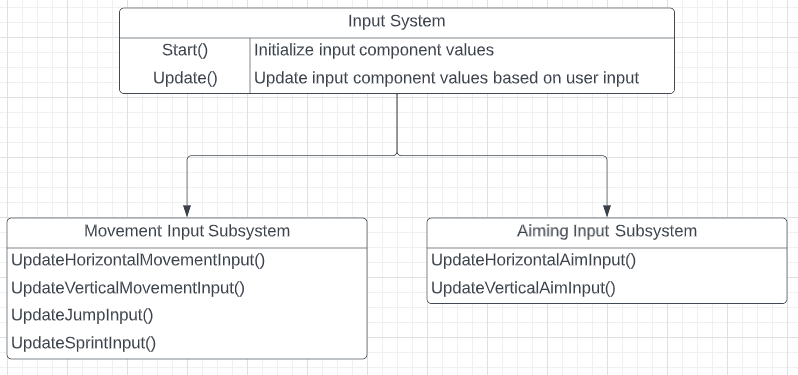 Input System
Start() Initialize input component values
Update() Update input component values based on user input
Movement Input Subsystem
UpdateHorizontalMovementInput()
UpdateVerticalMovementInput()
UpdateJumpInput()
UpdateSprintInput()
Aiming Input Subsystem
UpdateHorizontalAimInput()
UpdateVerticalAimInput()